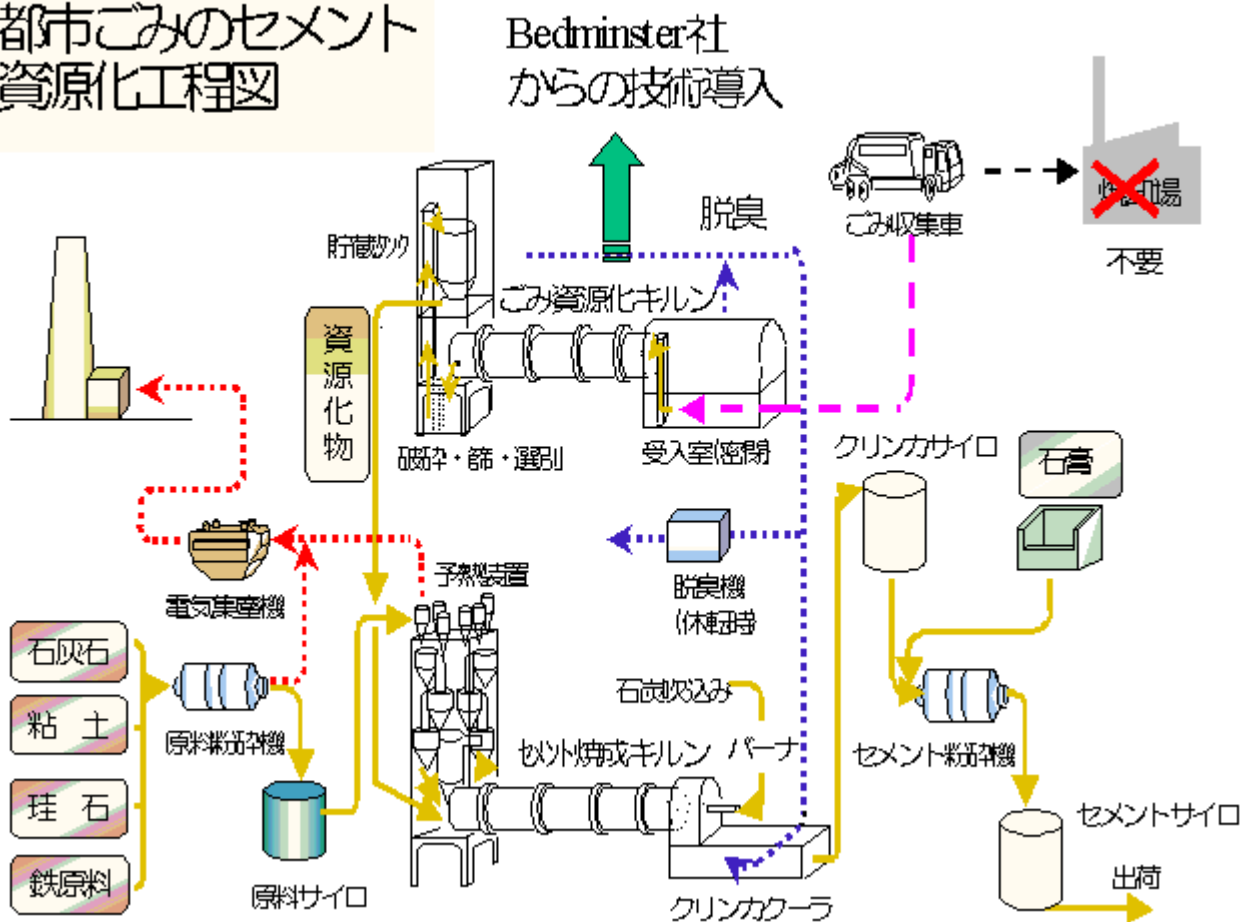 都市ごみのセメント
資源化工程図
Bedminster社
からの技術導入
脱臭
ごみ収集車
焼却場
不要
貯蔵タンク
ごみ資源化キルン
資源化物
破砕・篩・選別
受入室(密閉
クリンカサイロ
石膏
電気集塵機
予熱装置
脱臭機
(休転時)
石灰石
粘土
珪石
鉄原料
原料粉砕機
原料サイロ
石炭吹込み
セメント焼成キルン
バーナ
セメント粉砕機
セメントサイロ
出荷
クリンカクーラ